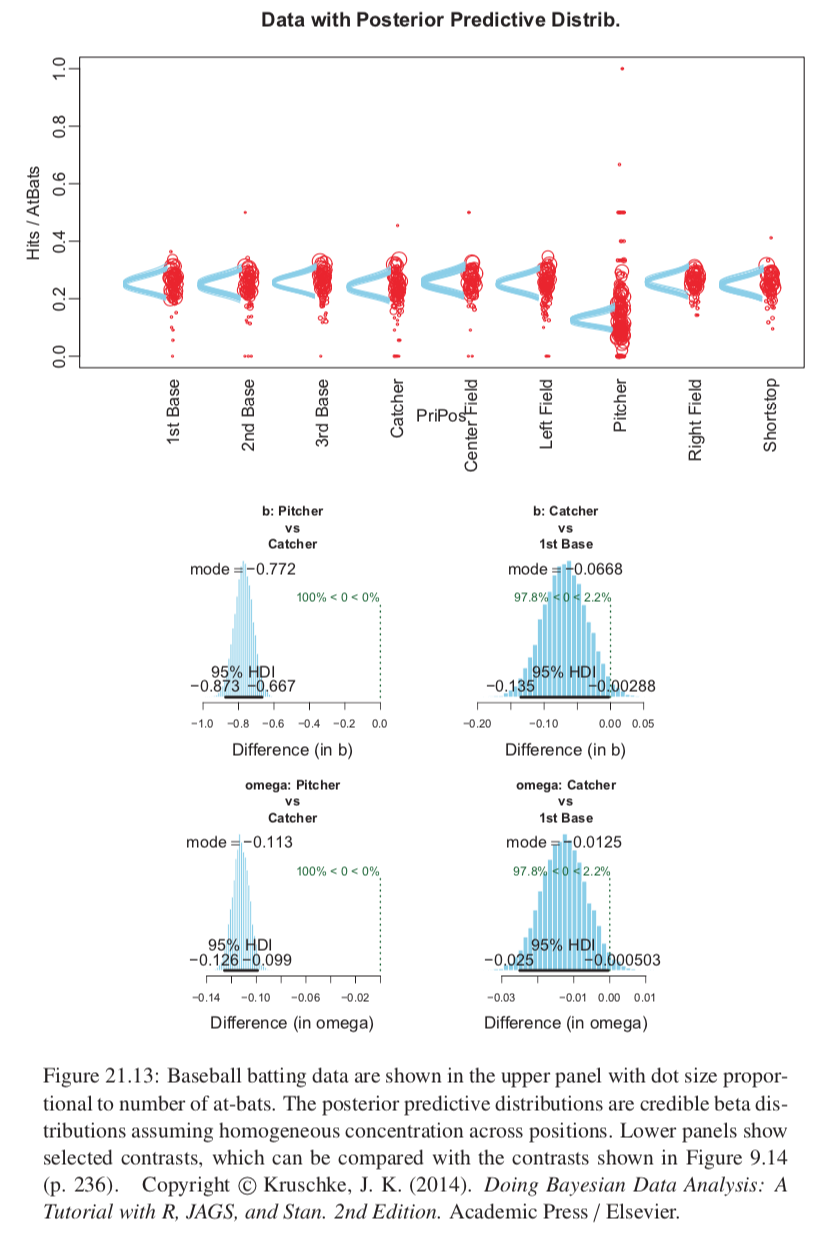 Data with Posterior Predictive Distrib.
Hits / AtBats
1.0
0.8
0.6
0.4
0.2
0.0
1st Base
2nd Base
3rd Base
Catcher
Center Field
Left Field
Pitcher
Right Field
Shortstop
PriPos
b: Pitcher
vs
Catcher
mode = −0.772
100% < 0 < 0%
95% HDI
−0.873 −0.667
−1.0 −0.8 −0.6 −0.4 −0.2 0.0
Difference (in b)
b: Catcher
vs
1st Base
mode = −0.0668
97.8% < 0 < 2.2%
95% HDI
−0.135 −0.00288
−0.20 −0.10 0.00 0.05
Difference (in b)
omega: Pitcher
vs
Catcher
mode = −0.113
100% < 0 < 0%
95% HDI
−0.126 −0.099
−0.14 −0.10 −0.06 −0.02
Difference (in omega)
omega: Catcher
vs
1st Base
mode = −0.0125
97.8% < 0 < 2.2%
95% HDI
−0.025 −0.000503
−0.03 −0.01 0.00 0.01
Difference (in omega)
Figure 21.13: Baseball batting data are shown in the upper panel with dot size propor-
tional to number of at-bats. The posterior predictive distributions are credible beta dis-
tributions assuming homogeneous concentration across positions. Lower panels show
selected contrasts, which can be compared with the contrasts shown in Figure 9.14
(p. 236). Copyright © Kruschke, J. K. (2014). Doing Bayesian Data Analysis: A
Tutorial with R, JAGS, and Stan. 2nd Edition. Academic Press / Elsevier.